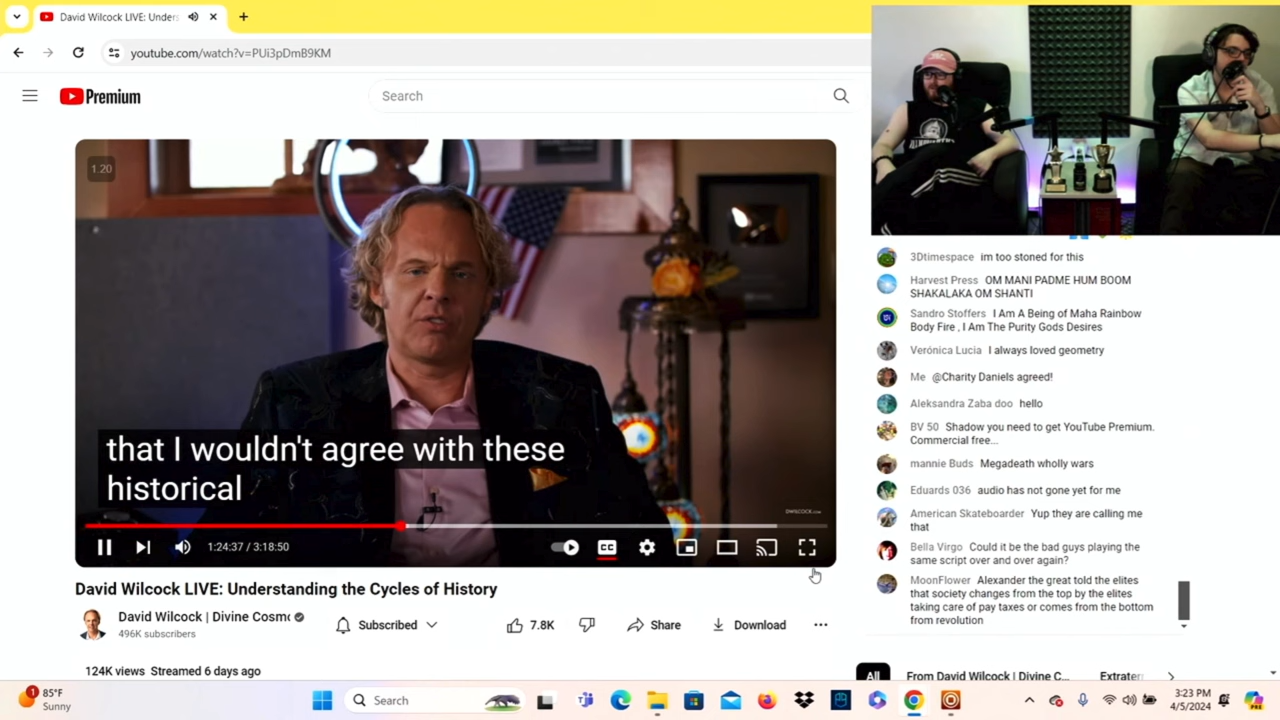 David Wilcock LIVE: Unders
youtube.com/watch?v=PUi3pDmB9KM
Premium
Search
1.20
that I wouldn't agree with these
historical
DWILCOCK.COM
1:24:37 / 3:18:50
CC
David Wilcock LIVE: Understanding the Cycles of History
David Wilcock | Divine Cosmo
496K subscribers
Subscribed
7.8K
Share
Download
124K views Streamed 6 days ago
3Dtimespace im too stoned for this
Harvest Press OM MANI PADME HUM BOOM
SHAKALAKA OM SHANTI
Sandro Stoffers I Am A Being of Maha Rainbow
Body Fire , I Am The Purity Gods Desires
Verónica Lucia I always loved geometry
Me @Charity Daniels agreed!
Aleksandra Zaba doo hello
BV 50 Shadow you need to get YouTube Premium.
Commercial free...
mannie Buds Megadeath wholly wars
Eduards 036 audio has not gone yet for me
American Skateboarder Yup they are calling me
that
Bella Virgo Could it be the bad guys playing the
same script over and over again?
MoonFlower Alexander the great told the elites
that society changes from the top by the elites
taking care of pay taxes or comes from the bottom
from revolution
All
From David Wilcock | Divine C...
Extrater
1
85°F
Sunny
Search
3:23 PM
4/5/2024
PRE